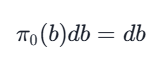 π₀(b)db = db